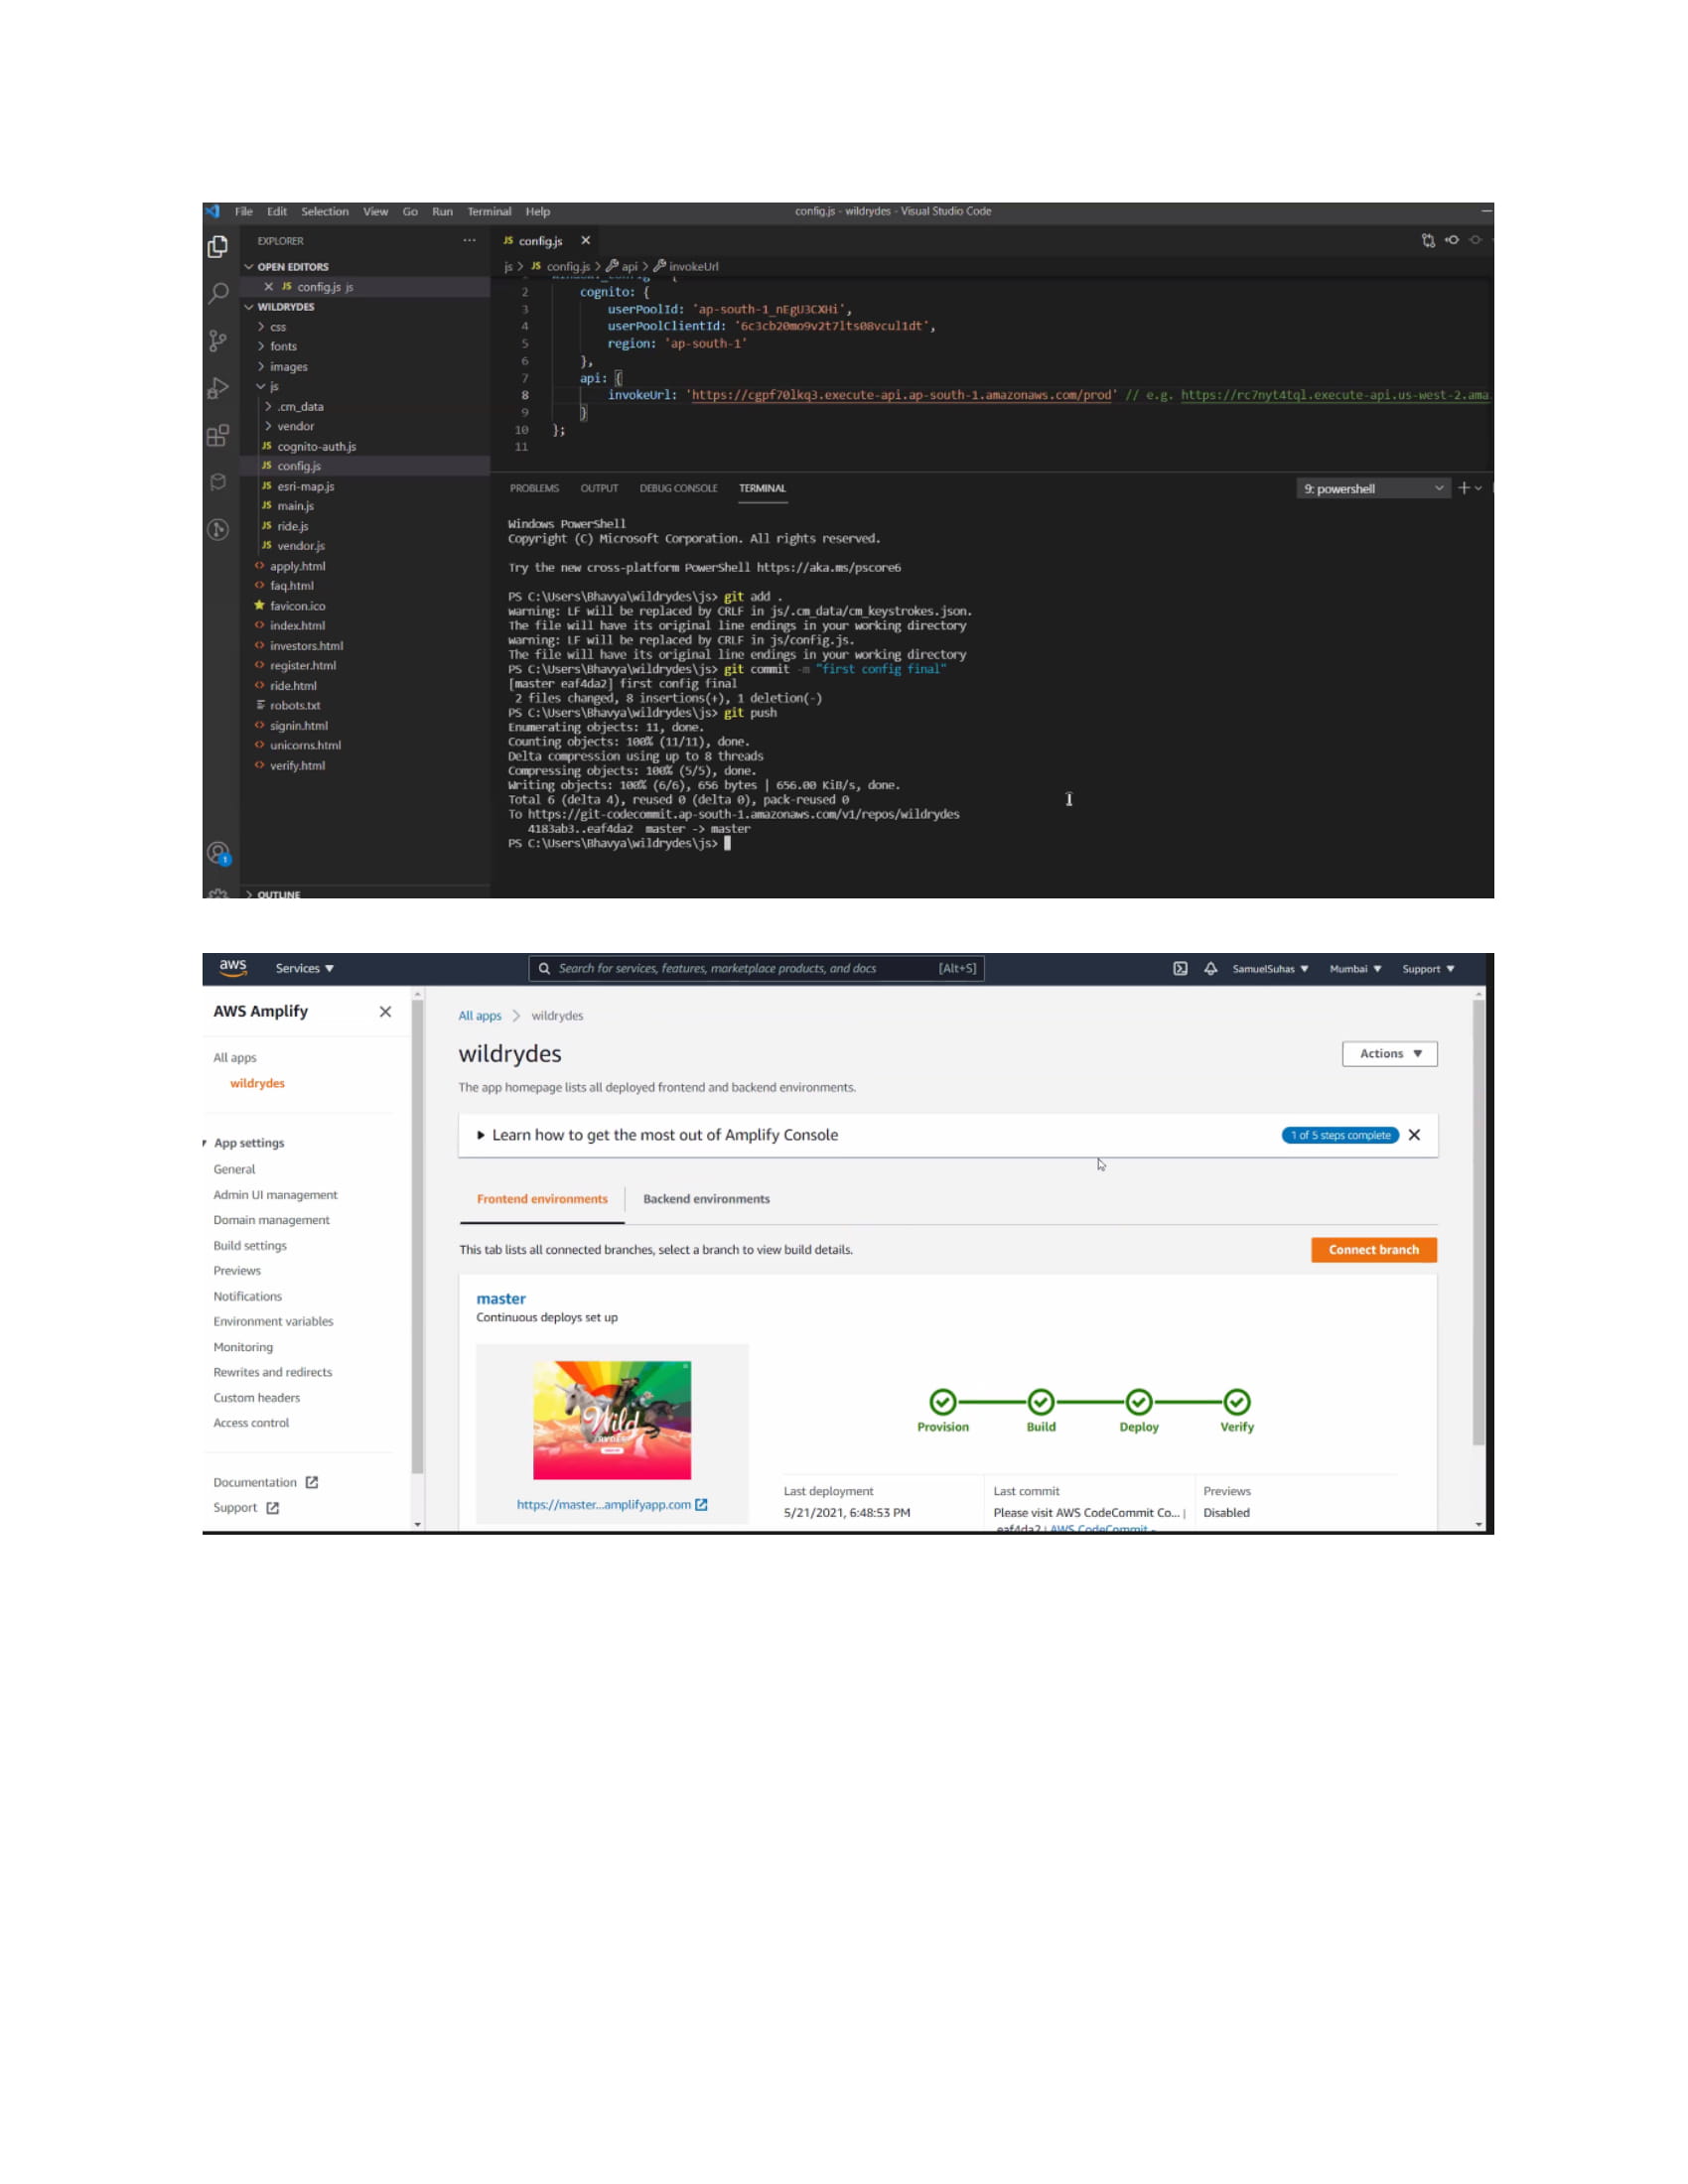 File Edit Selection View Go Run Terminal Help config.js - wildrydes - Visual Studio Code
EXPLORER
OPEN EDITORS
JS config.js js
WILDRYDES
css
fonts
images
js
.cm_data
vendor
JS cognito-auth.js
JS config.js
JS esri-map.js
JS main.js
JS ride.js
JS vendor.js
apply.html
faq.html
favicon.ico
index.html
investors.html
register.html
ride.html
robots.txt
signin.html
unicorns.html
verify.html
OUTLINE
1
JS config.js
js > JS config.js > api > invokeUrl
2 cognito: {
3 userPoolId: 'ap-south-1_nEgU3CXHi',
4 userPoolClientId: '6c3cb20mo9v2t7lts08vcul1dt',
5 region: 'ap-south-1'
6 },
7 api: {
8 invokeUrl: 'https://cgpf70lkq3.execute-api.ap-south-1.amazonaws.com/prod' // e.g. https://rc7nyt4tql.execute-api.us-west-2.ama
9 }
10 };
11
PROBLEMS OUTPUT DEBUG CONSOLE TERMINAL 9: powershell
Windows PowerShell
Copyright (C) Microsoft Corporation. All rights reserved.
Try the new cross-platform PowerShell https://aka.ms/pscore6
PS C:\Users\Bhavya\wildrydes\js> git add .
warning: LF will be replaced by CRLF in js/.cm_data/cm_keystrokes.json.
The file will have its original line endings in your working directory
warning: LF will be replaced by CRLF in js/config.js.
The file will have its original line endings in your working directory
PS C:\Users\Bhavya\wildrydes\js> git commit -m "first config final"
[master eaf4da2] first config final
2 files changed, 8 insertions(+), 1 deletion(-)
PS C:\Users\Bhavya\wildrydes\js> git push
Enumerating objects: 11, done.
Counting objects: 100% (11/11), done.
Delta compression using up to 8 threads
Compressing objects: 100% (5/5), done.
Writing objects: 100% (6/6), 656 bytes | 656.00 KiB/s, done.
Total 6 (delta 4), reused 0 (delta 0), pack-reused 0
To https://git-codecommit.ap-south-1.amazonaws.com/v1/repos/wildrydes
4183ab3..eaf4da2 master -> master
PS C:\Users\Bhavya\wildrydes\js>
aws Services Search for services, features, marketplace products, and docs [Alt+S] SamuelSuhas Mumbai Support
AWS Amplify
All apps
wildrydes
App settings
General
Admin UI management
Domain management
Build settings
Previews
Notifications
Environment variables
Monitoring
Rewrites and redirects
Custom headers
Access control
Documentation
Support
All apps > wildrydes
wildrydes
Actions
The app homepage lists all deployed frontend and backend environments.
Learn how to get the most out of Amplify Console 1 of 5 steps complete
Frontend environments Backend environments
This tab lists all connected branches, select a branch to view build details. Connect branch
master
Continuous deploys set up
Wild
https://master...amplifyapp.com
Provision Build Deploy Verify
Last deployment Last commit Previews
5/21/2021, 6:48:53 PM Please visit AWS CodeCommit Co... | Disabled
eaf4da2 | AWS CodeCommit -